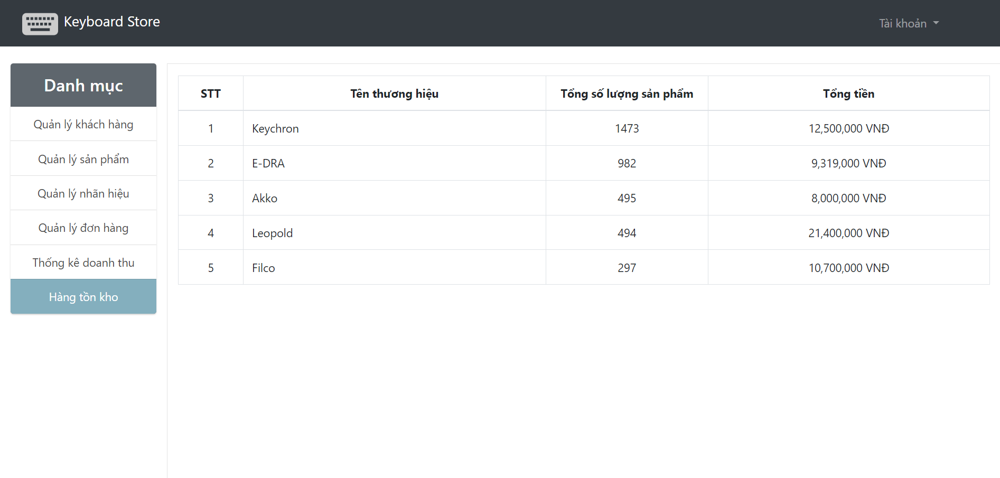 Keyboard Store
Tài khoản
Danh mục
Quản lý khách hàng
Quản lý sản phẩm
Quản lý nhãn hiệu
Quản lý đơn hàng
Thống kê doanh thu
Hàng tồn kho
STT Tên thương hiệu Tổng số lượng sản phẩm Tổng tiền
1 Keychron 1473 12,500,000 VNĐ
2 E-DRA 982 9,319,000 VNĐ
3 Akko 495 8,000,000 VNĐ
4 Leopold 494 21,400,000 VNĐ
5 Filco 297 10,700,000 VNĐ